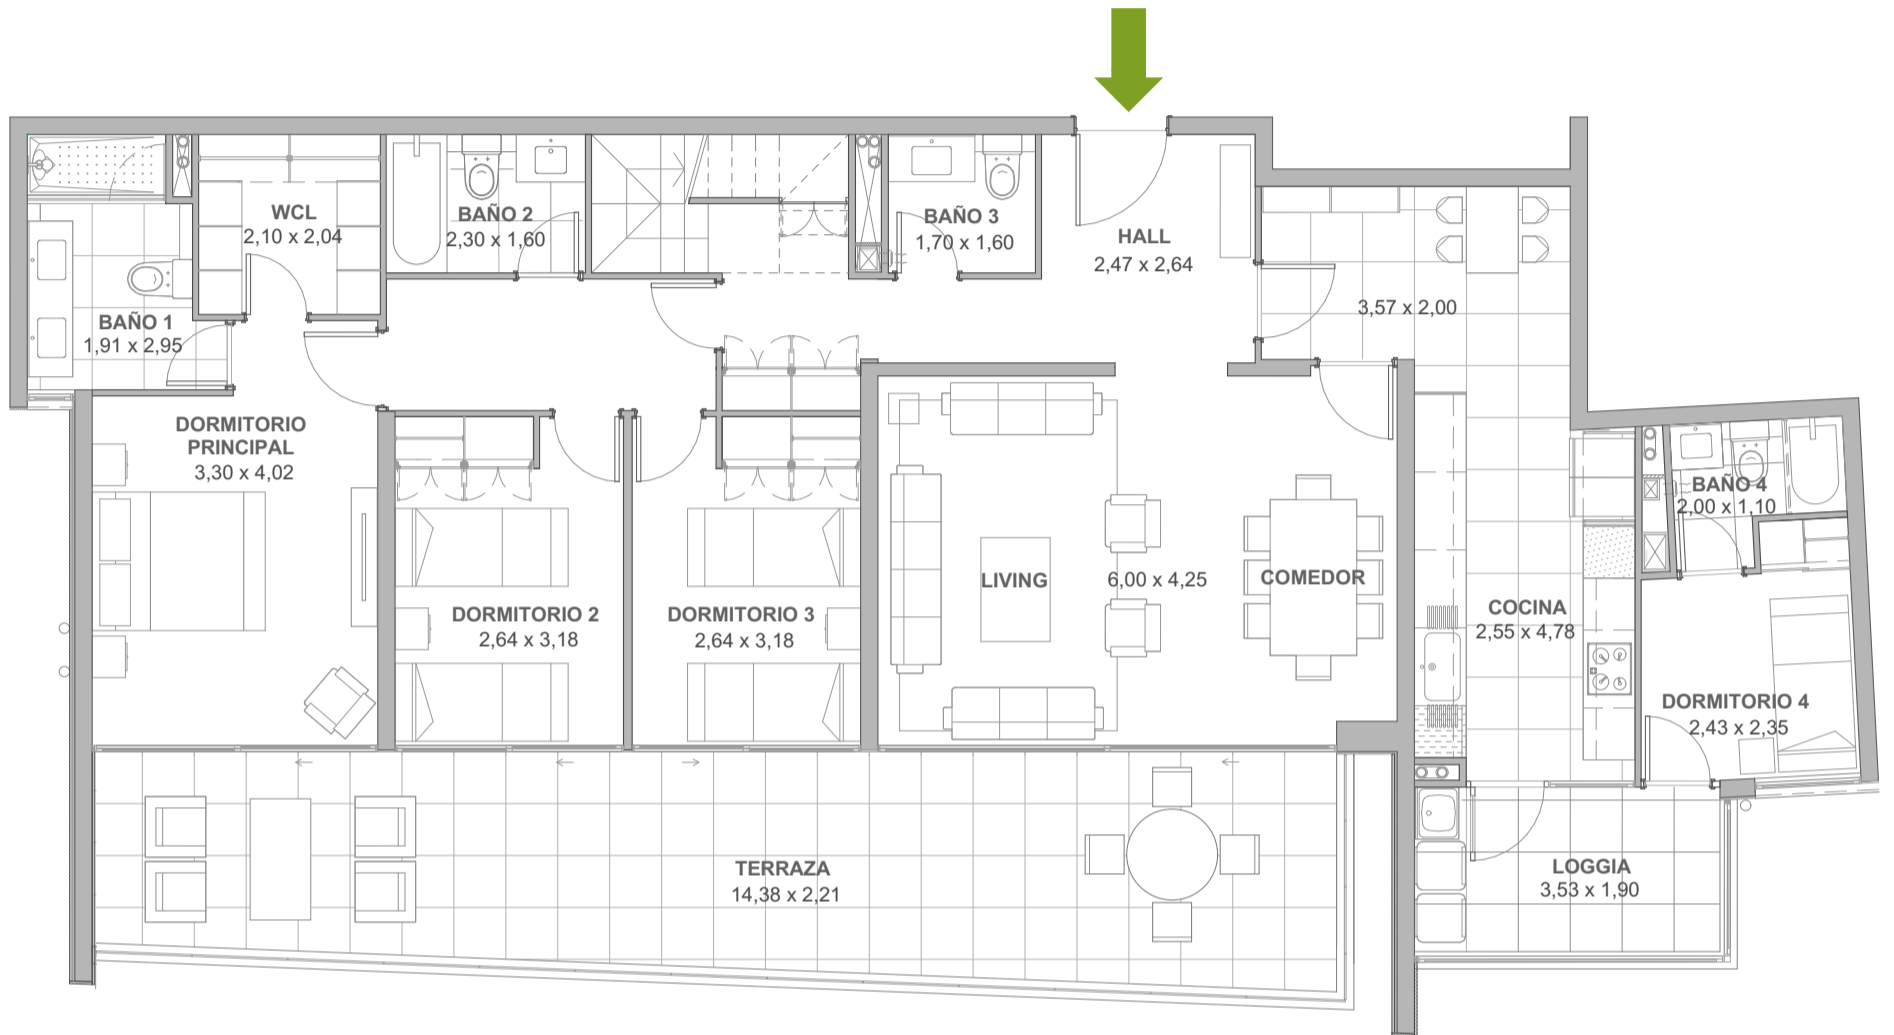 WCL
2,10 x 2,04
BAÑO 2
2,30 x 1,60
BAÑO 3
1,70 x 1,60
HALL
2,47 x 2,64
3,57 x 2,00
BAÑO 1
1,91 x 2,95
DORMITORIO
PRINCIPAL
3,30 x 4,02
BAÑO 4
2,00 x 1,10
LIVING
6,00 x 4,25
COMEDOR
DORMITORIO 2
2,64 x 3,18
DORMITORIO 3
2,64 x 3,18
COCINA
2,55 x 4,78
DORMITORIO 4
2,43 x 2,35
TERRAZA
14,38 x 2,21
LOGGIA
3,53 x 1,90